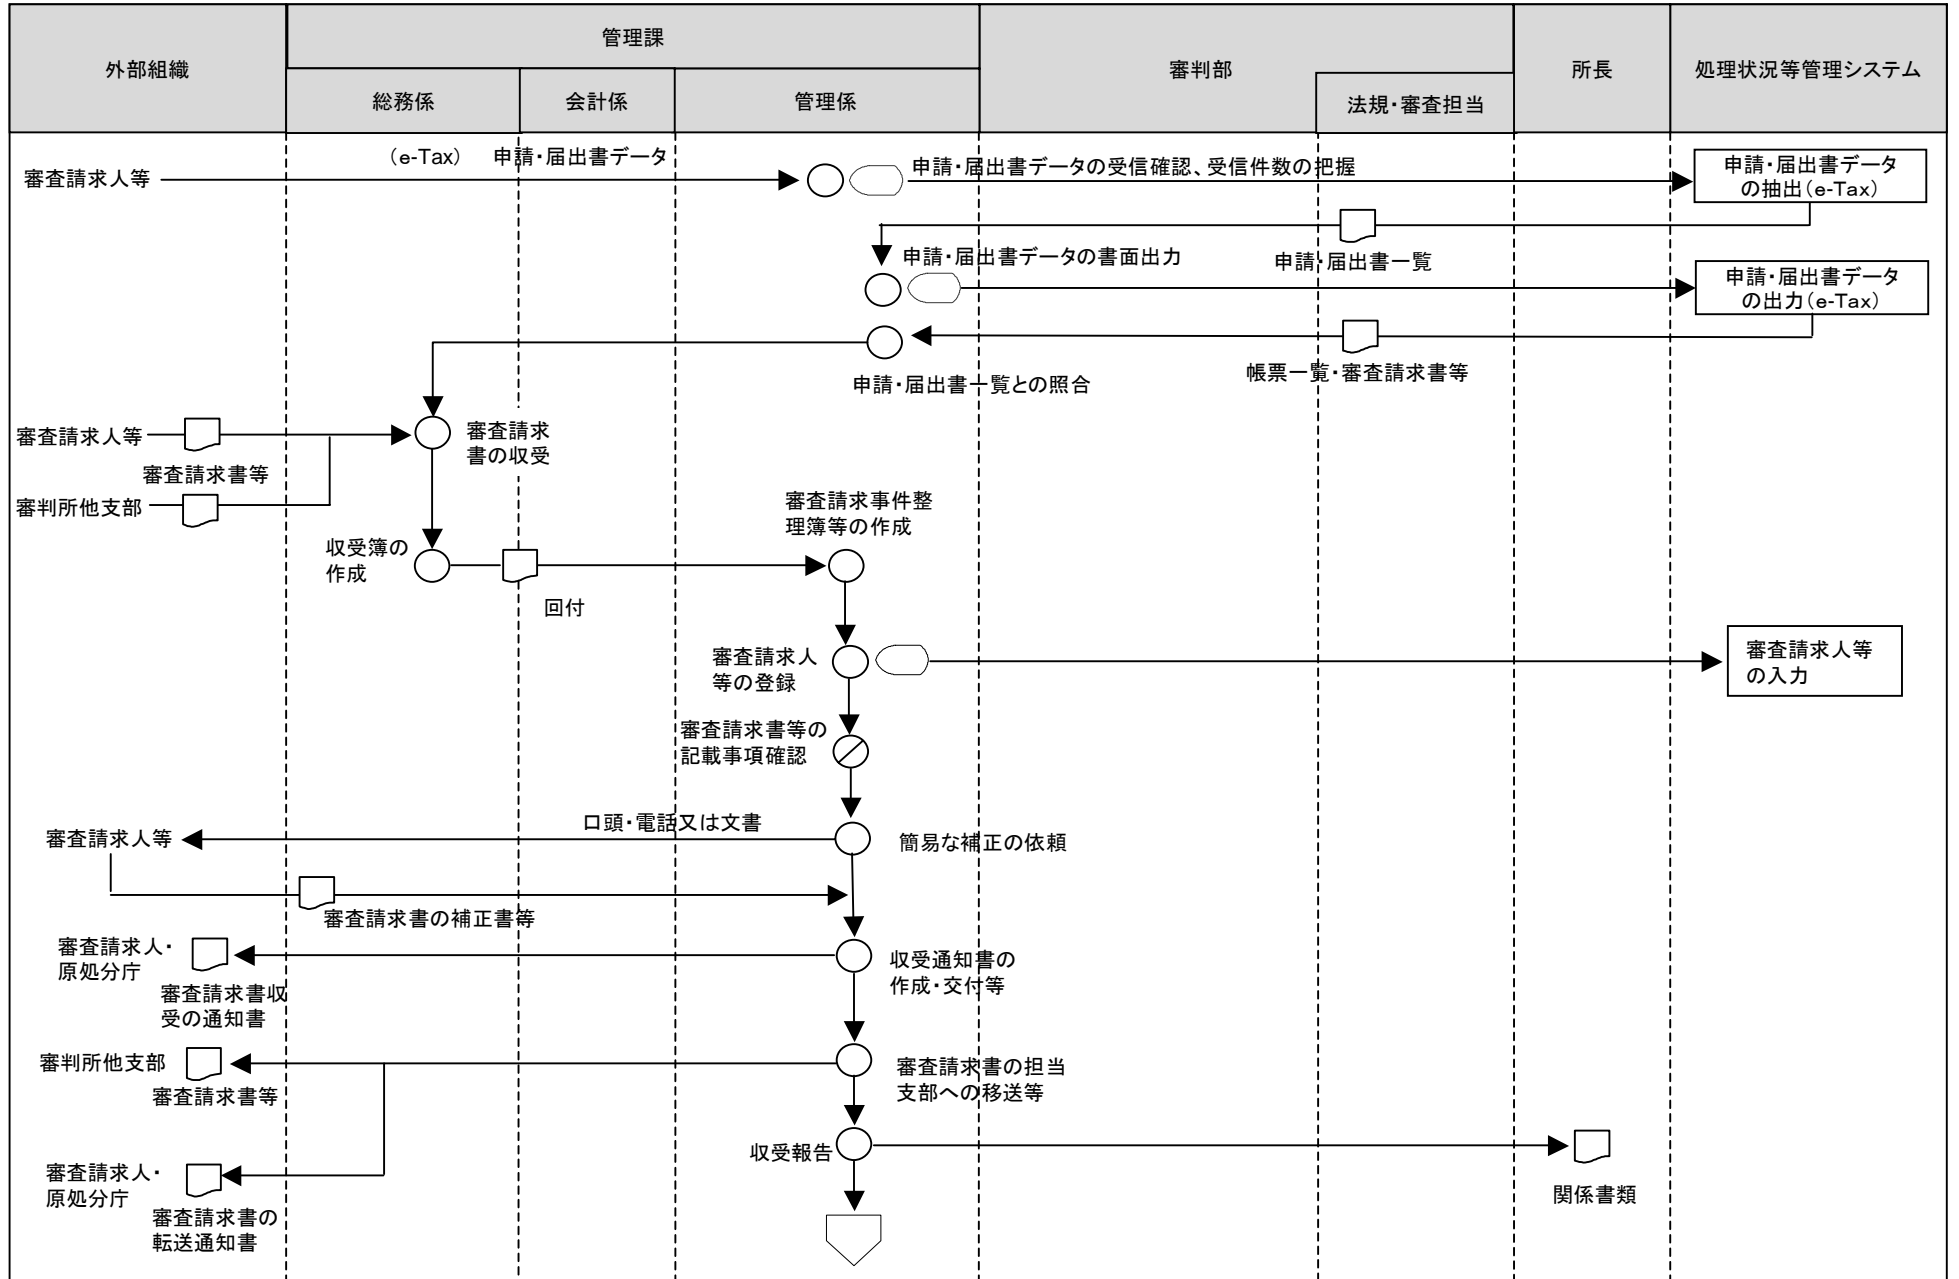 外部組織
管理課
総務係
会計係
管理係
審判部
法規・審査担当
所長
処理状況等管理システム
(e-Tax) 申請・届出書データ
審査請求人等
申請・届出書データの受信確認、受信件数の把握
申請・届出書データ
の抽出(e-Tax)
申請・届出書データの書面出力
申請・届出書一覧
申請・届出書データ
の出力(e-Tax)
申請・届出書一覧との照合
帳票一覧・審査請求書等
審査請求人等
審査請求書等
審判所他支部
審査請求
書の収受
審査請求事件整
理簿等の作成
収受簿の
作成
回付
審査請求人
等の登録
審査請求人等
の入力
審査請求書等の
記載事項確認
審査請求人等
口頭・電話又は文書
簡易な補正の依頼
審査請求書の補正書等
審査請求人・
原処分庁
審査請求書収
受の通知書
収受通知書の
作成・交付等
審判所他支部
審査請求書等
審査請求書の担当
支部への移送等
収受報告
関係書類
審査請求人・
原処分庁
審査請求書の
転送通知書